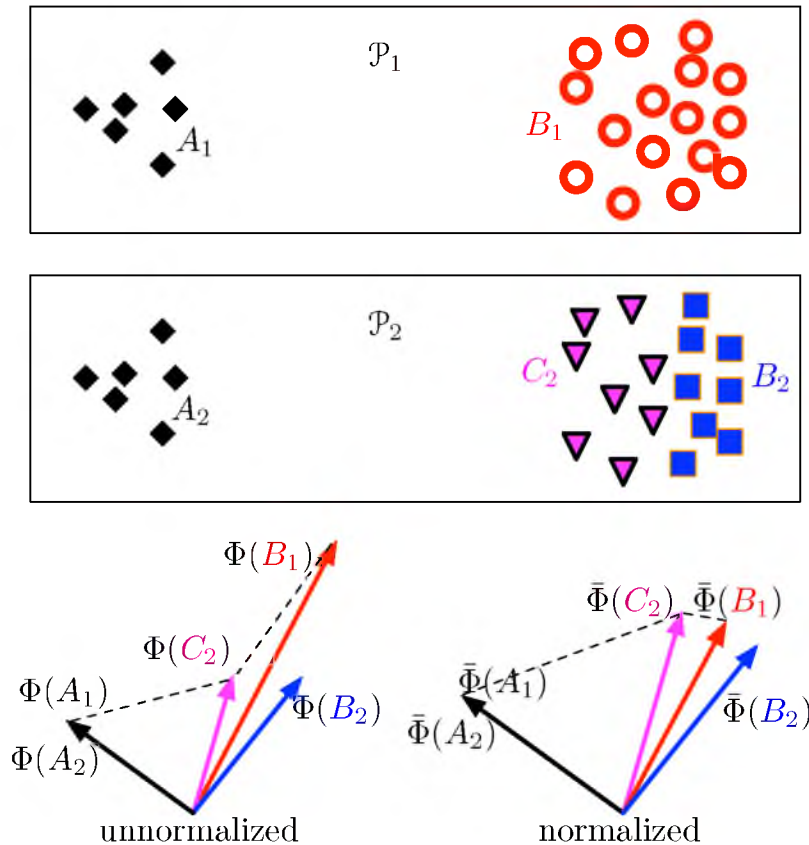 𝒫₁
A₁
B₁
𝒫₂
A₂
C₂
B₂
Φ(B₁)
Φ(C₂)
Φ(A₁)
Φ(B₂)
Φ(A₂)
unnormalized
Φ̄(C₂)
Φ̄(B₁)
Φ̄(A₁)
Φ̄(A₂)
Φ̄(B₂)
normalized